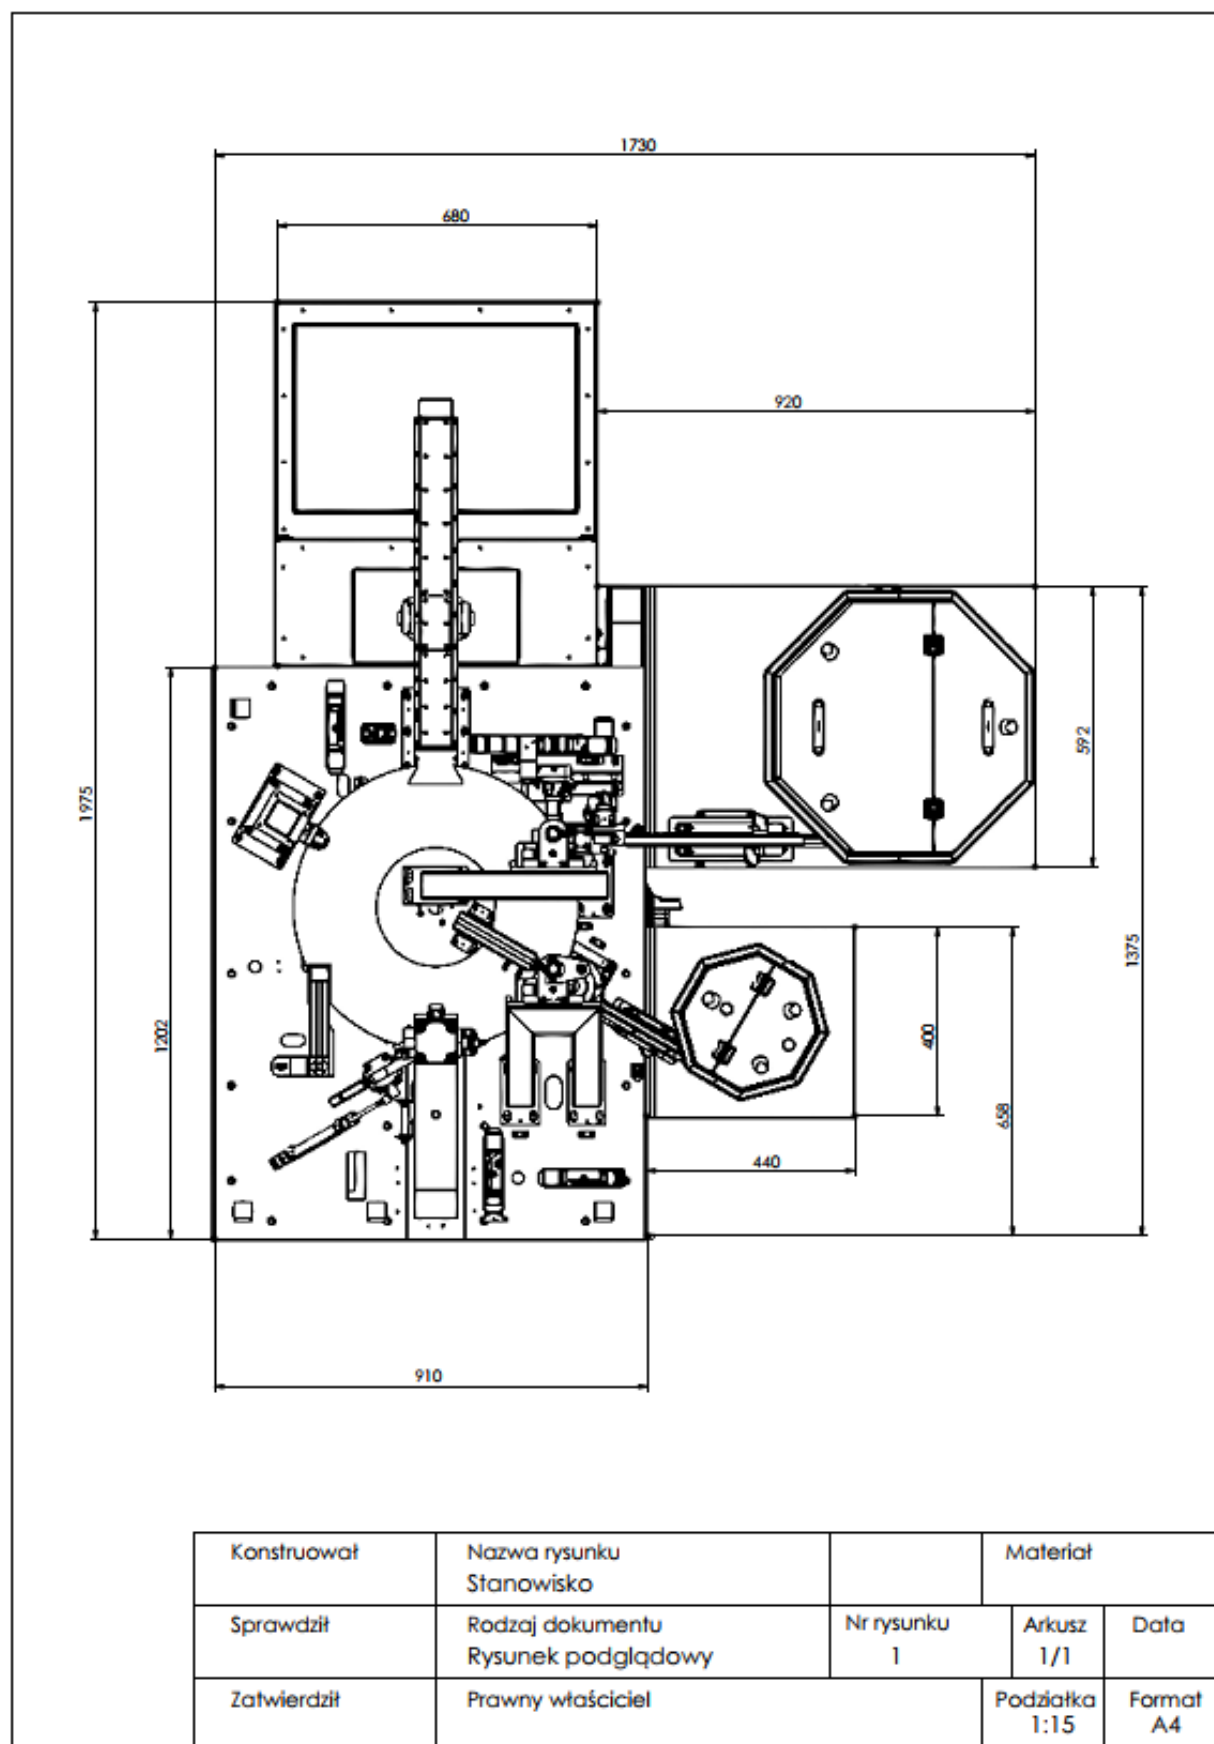 1730
680
920
592
1975
1375
1202
400
658
440
910
Konstruował
Nazwa rysunku
Materiał
Stanowisko
Sprawdził
Rodzaj dokumentu
Nr rysunku
Arkusz
Data
Rysunek podglądowy
1
1/1
Zatwierdził
Prawny właściciel
Podziałka
Format
1:15
A4